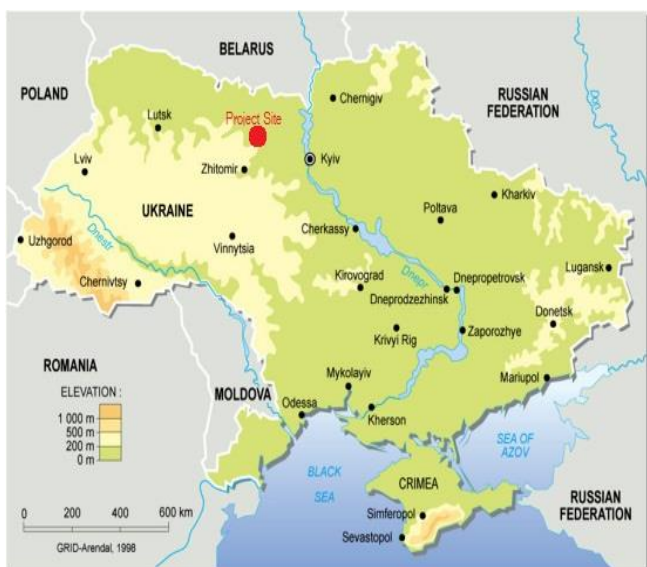 BELARUS
POLAND
RUSSIAN
FEDERATION
Chernigiv
Lutsk
Project Site
Kyiv
Lviv
Zhitomir
Kharkiv
Poltava
UKRAINE
Cherkassy
Uzhgorod
Dnestr
Vinnytsia
Lugansk
Chernivtsy
Kirovograd
Dnepr
Dnepropetrovsk
Dneprodzezhinsk
Donetsk
Krivyi Rig
Zaporozhye
ROMANIA
Mykolayiv
Mariupol
ELEVATION :
MOLDOVA
1 000 m
500 m
200 m
0 m
Odessa
Kherson
SEA OF
AZOV
BLACK
SEA
CRIMEA
RUSSIAN
FEDERATION
0 200 400 600 km
Simferopol
Sevastopol
GRID-Arendal, 1998
Don